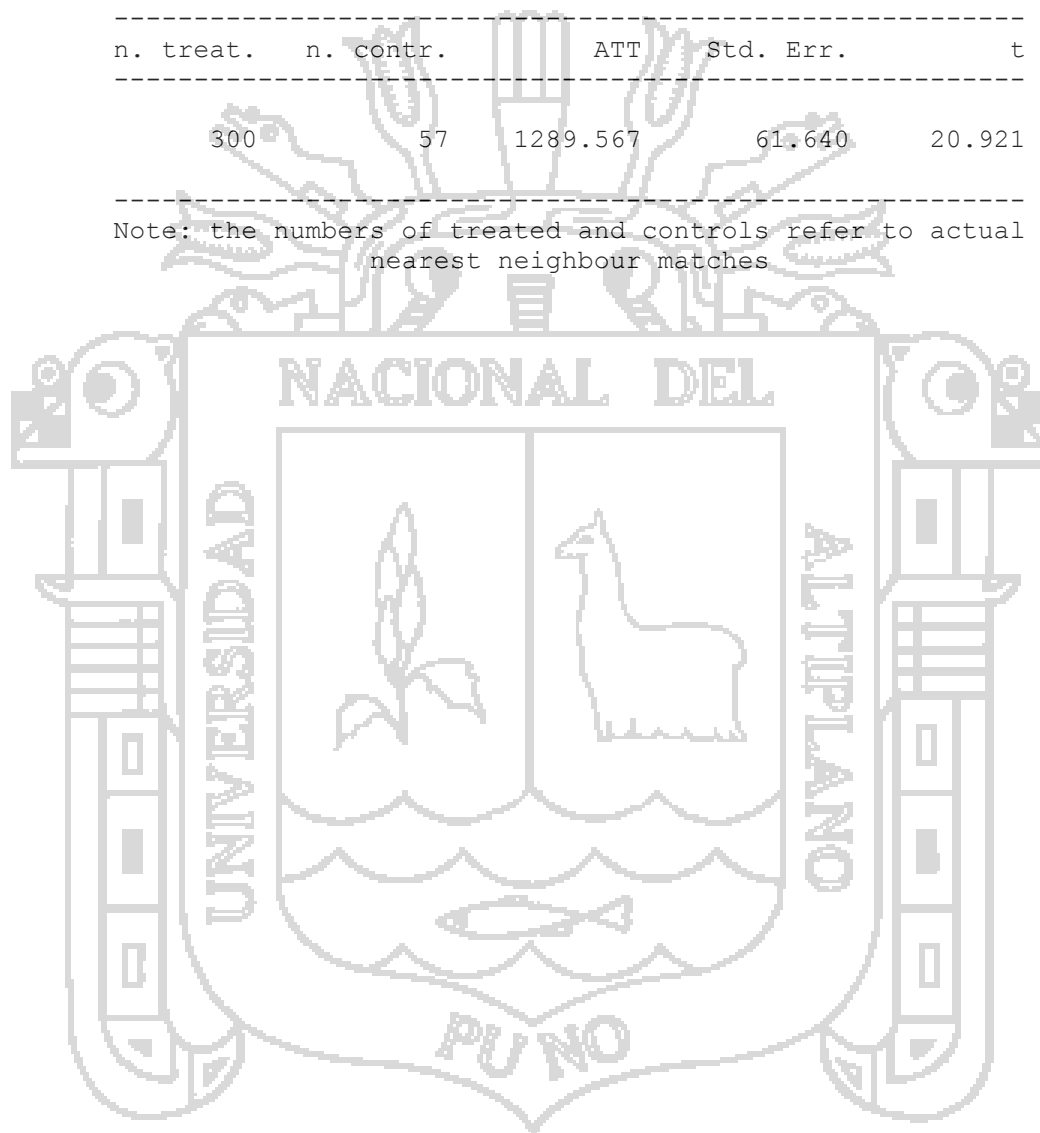 ------------------------------------------------------------
n. treat.   n. contr.         ATT    Std. Err.           t
------------------------------------------------------------
300          57    1289.567       61.640      20.921
------------------------------------------------------------
Note: the numbers of treated and controls refer to actual
nearest neighbour matches
NACIONAL DEL
UNIVERSIDAD
ALTIPLANO
PUNO